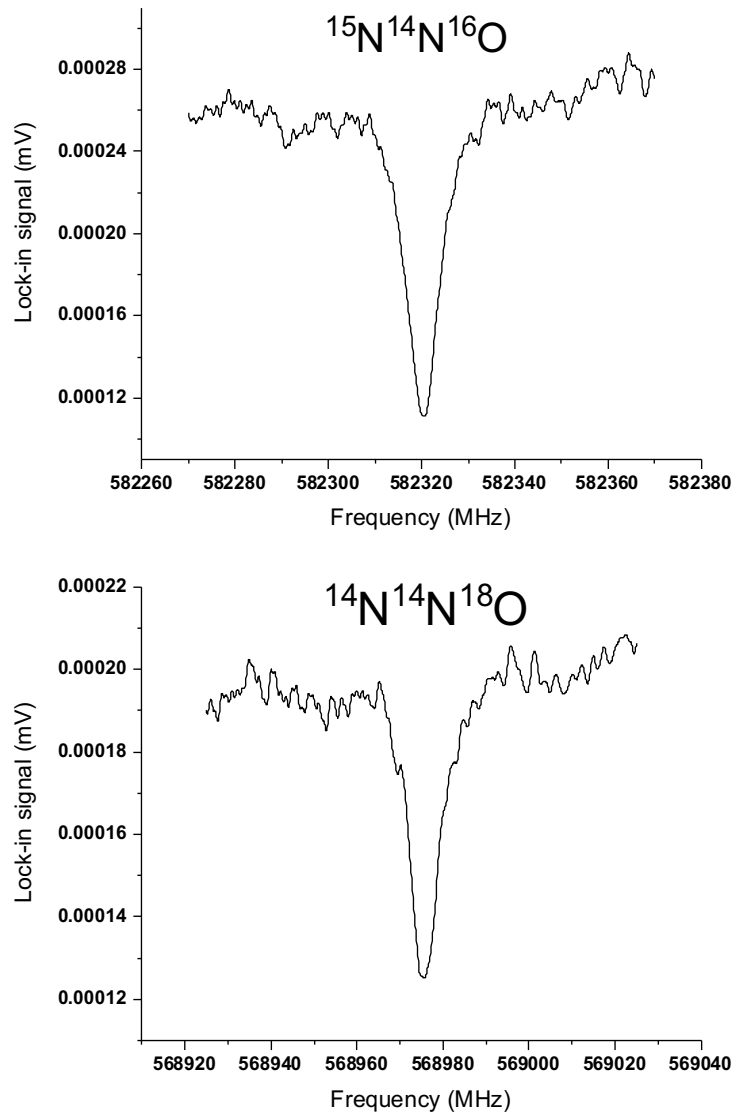 ¹⁵N¹⁴N¹⁶O
0.00028
0.00024
0.00020
0.00016
0.00012
Lock-in signal (mV)
582260 582280 582300 582320 582340 582360 582380
Frequency (MHz)
¹⁴N¹⁴N¹⁸O
0.00022
0.00020
0.00018
0.00016
0.00014
0.00012
Lock-in signal (mV)
568920 568940 568960 568980 569000 569020 569040
Frequency (MHz)